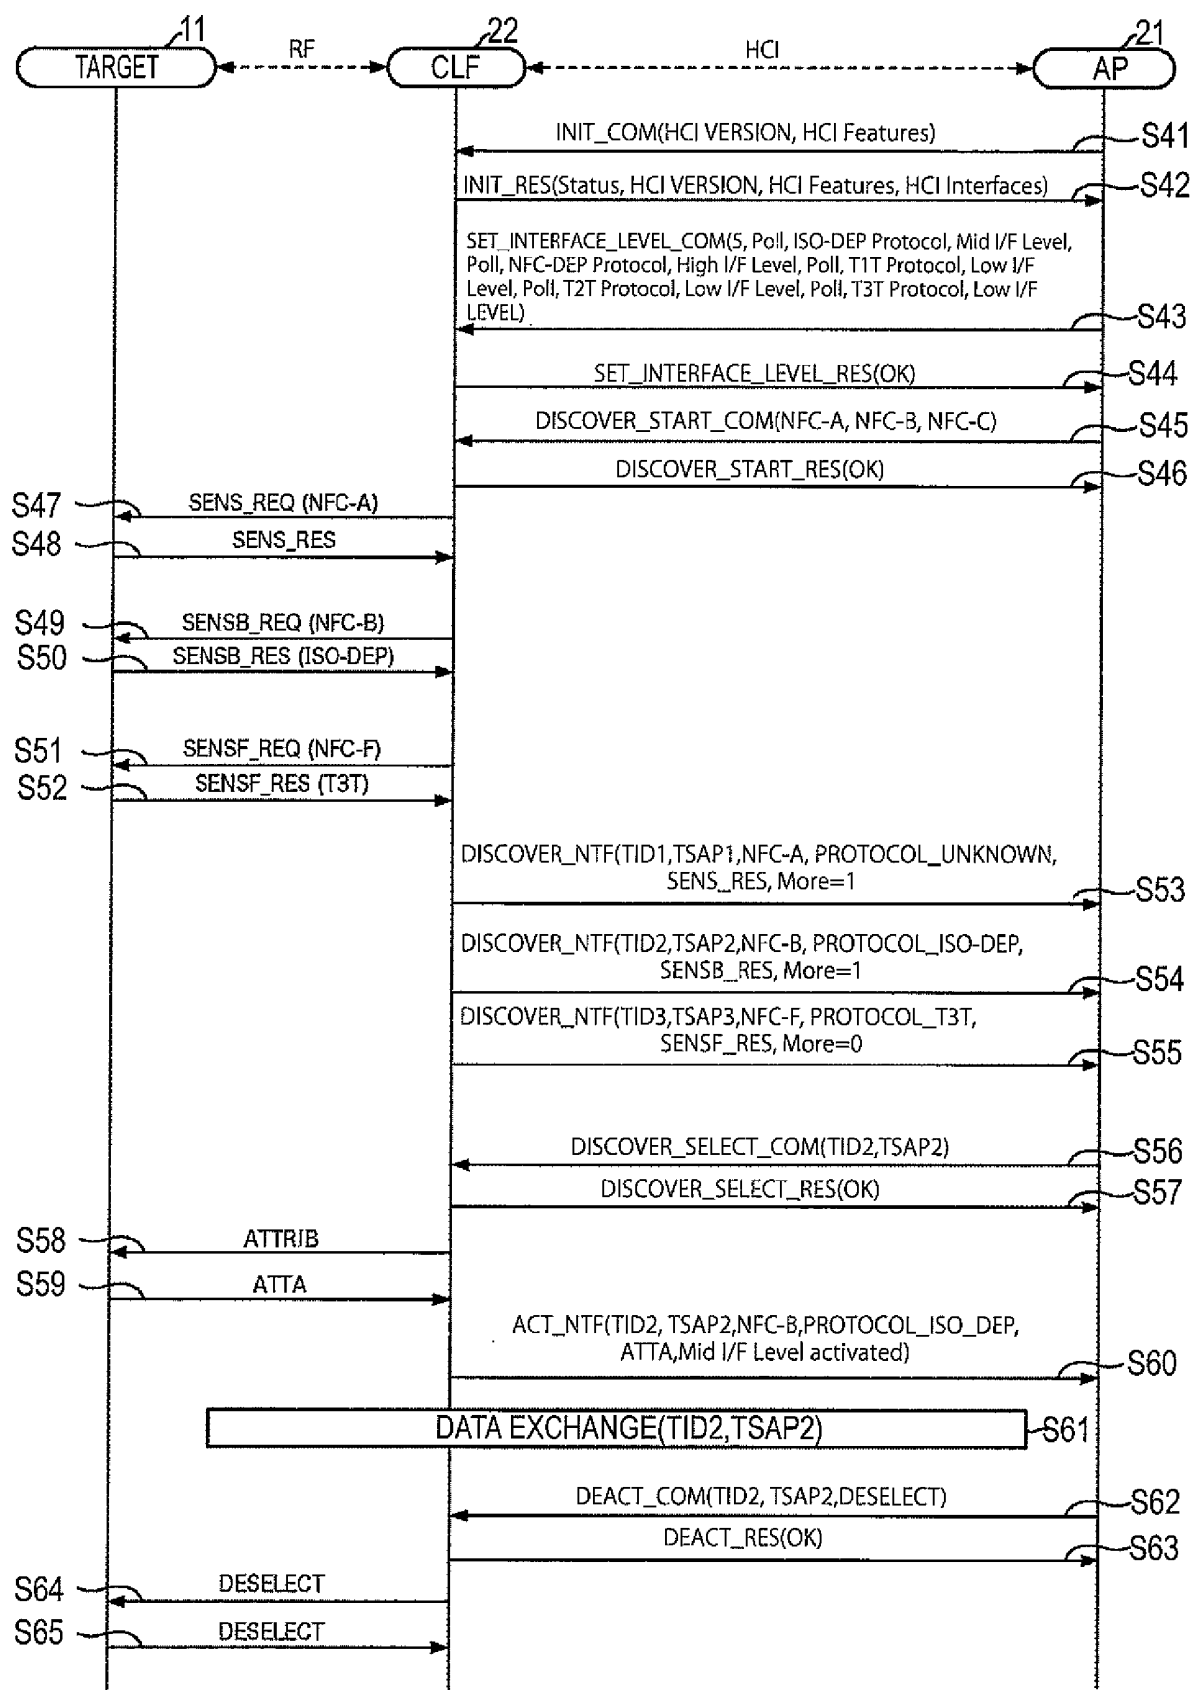 11
22
21
TARGET
RF
CLF
HCI
AP
INIT_COM(HCI VERSION, HCI Features)
S41
INIT_RES(Status, HCI VERSION, HCI Features, HCI Interfaces)
S42
SET_INTERFACE_LEVEL_COM(5, Poll, ISO-DEP Protocol, Mid I/F Level,
Poll, NFC-DEP Protocol, High I/F Level, Poll, T1T Protocol, Low I/F
Level, Poll, T2T Protocol, Low I/F Level, Poll, T3T Protocol, Low I/F
LEVEL)
S43
SET_INTERFACE_LEVEL_RES(OK)
S44
DISCOVER_START_COM(NFC-A, NFC-B, NFC-C)
S45
DISCOVER_START_RES(OK)
S46
S47
SENS_REQ (NFC-A)
S48
SENS_RES
S49
SENSB_REQ (NFC-B)
S50
SENSB_RES (ISO-DEP)
S51
SENSF_REQ (NFC-F)
S52
SENSF_RES (T3T)
DISCOVER_NTF(TID1,TSAP1,NFC-A, PROTOCOL_UNKNOWN,
SENS_RES, More=1
S53
DISCOVER_NTF(TID2,TSAP2,NFC-B, PROTOCOL_ISO-DEP,
SENSB_RES, More=1
S54
DISCOVER_NTF(TID3,TSAP3,NFC-F, PROTOCOL_T3T,
SENSF_RES, More=0
S55
DISCOVER_SELECT_COM(TID2,TSAP2)
S56
DISCOVER_SELECT_RES(OK)
S57
S58
ATTRIB
S59
ATTA
ACT_NTF(TID2, TSAP2,NFC-B,PROTOCOL_ISO_DEP,
ATTA,Mid I/F Level activated)
S60
DATA EXCHANGE(TID2,TSAP2)
S61
DEACT_COM(TID2, TSAP2,DESELECT)
S62
DEACT_RES(OK)
S63
S64
DESELECT
S65
DESELECT